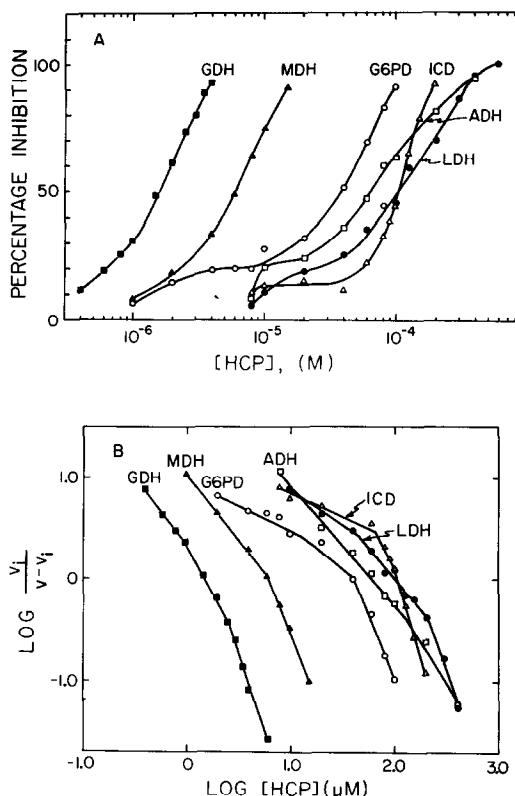 A
GDH
MDH
G6PD
ICD
ADH
LDH
PERCENTAGE INHIBITION
100
50
0
10-6
10-5
10-4
[HCP], (M)
B
GDH
MDH
G6PD
ADH
ICD
LDH
LOG vi / v-vi
1.0
0
-1.0
-1.0
0
1.0
2.0
3.0
LOG [HCP](μM)